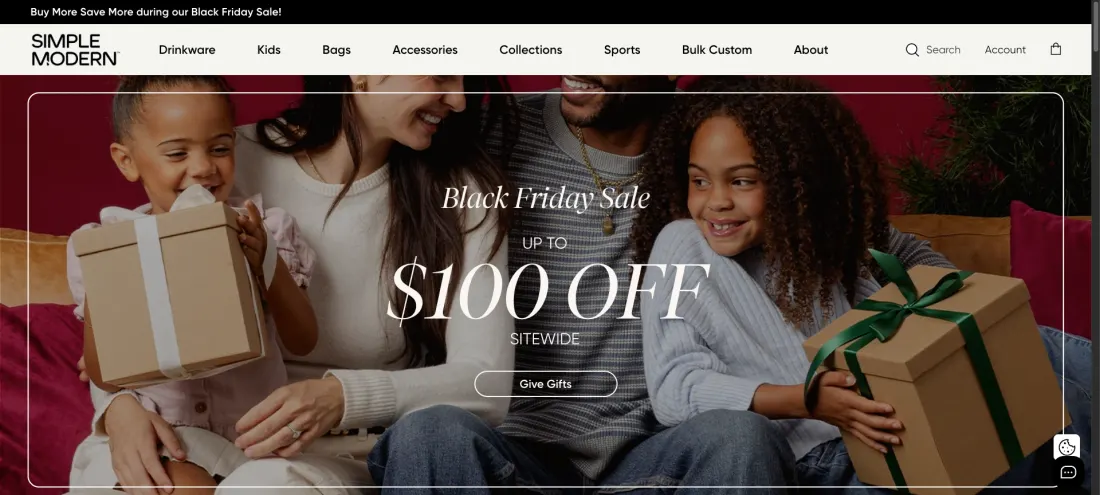 Buy More Save More during our Black Friday Sale!
SIMPLE
MODERN
Drinkware Kids Bags Accessories Collections Sports Bulk Custom About Search Account
Black Friday Sale
UP TO
$100 OFF
SITEWIDE
Give Gifts